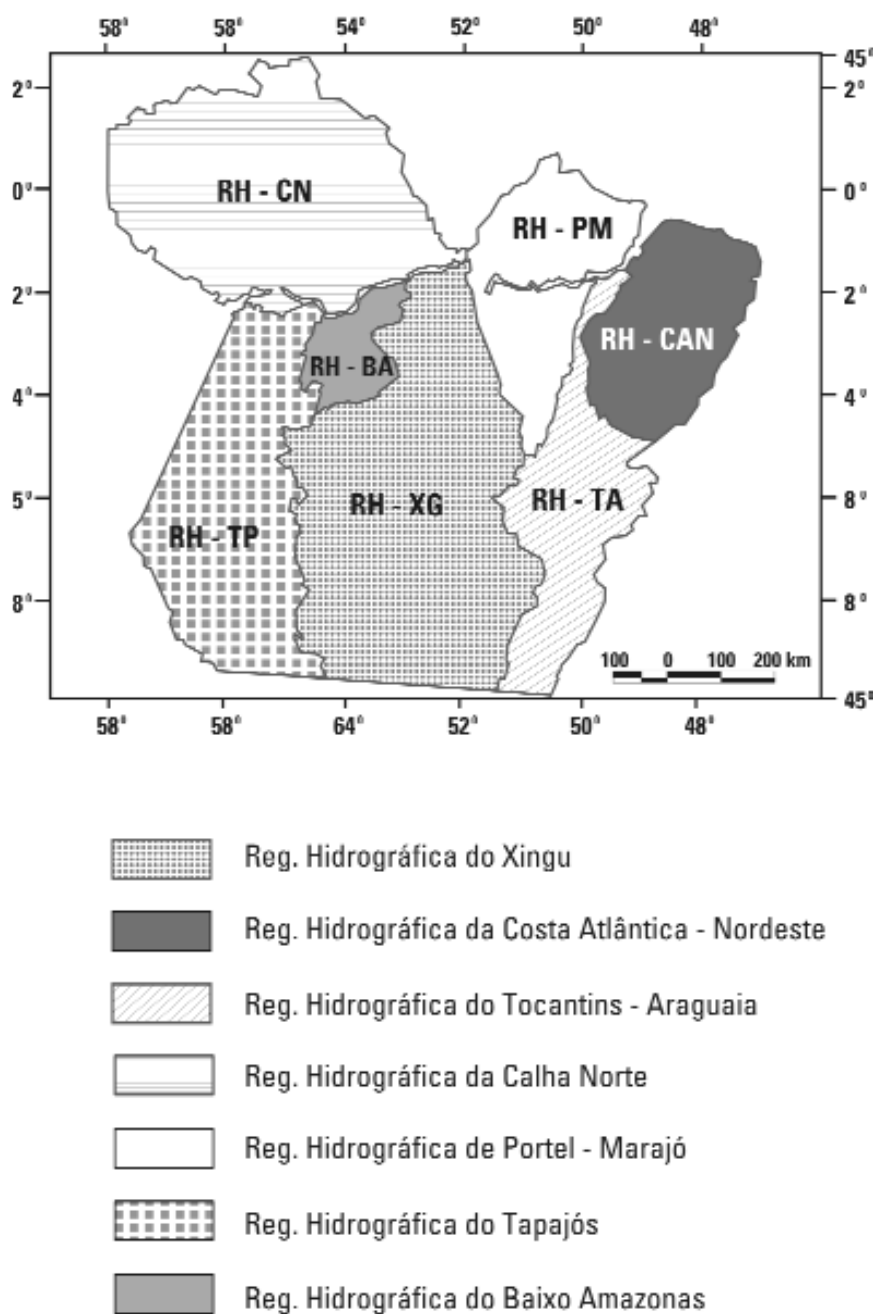 58° 58° 54° 52° 50° 48°
45°
2° 2°
0° RH - CN 0°
RH - PM
2° 2°
RH - CAN
RH - BA
4° 4°
5° RH - XG RH - TA 8°
RH - TP
8° 8°
100 0 100 200 km
45°
58° 58° 64° 52° 50° 48°
Reg. Hidrográfica do Xingu
Reg. Hidrográfica da Costa Atlântica - Nordeste
Reg. Hidrográfica do Tocantins - Araguaia
Reg. Hidrográfica da Calha Norte
Reg. Hidrográfica de Portel - Marajó
Reg. Hidrográfica do Tapajós
Reg. Hidrográfica do Baixo Amazonas